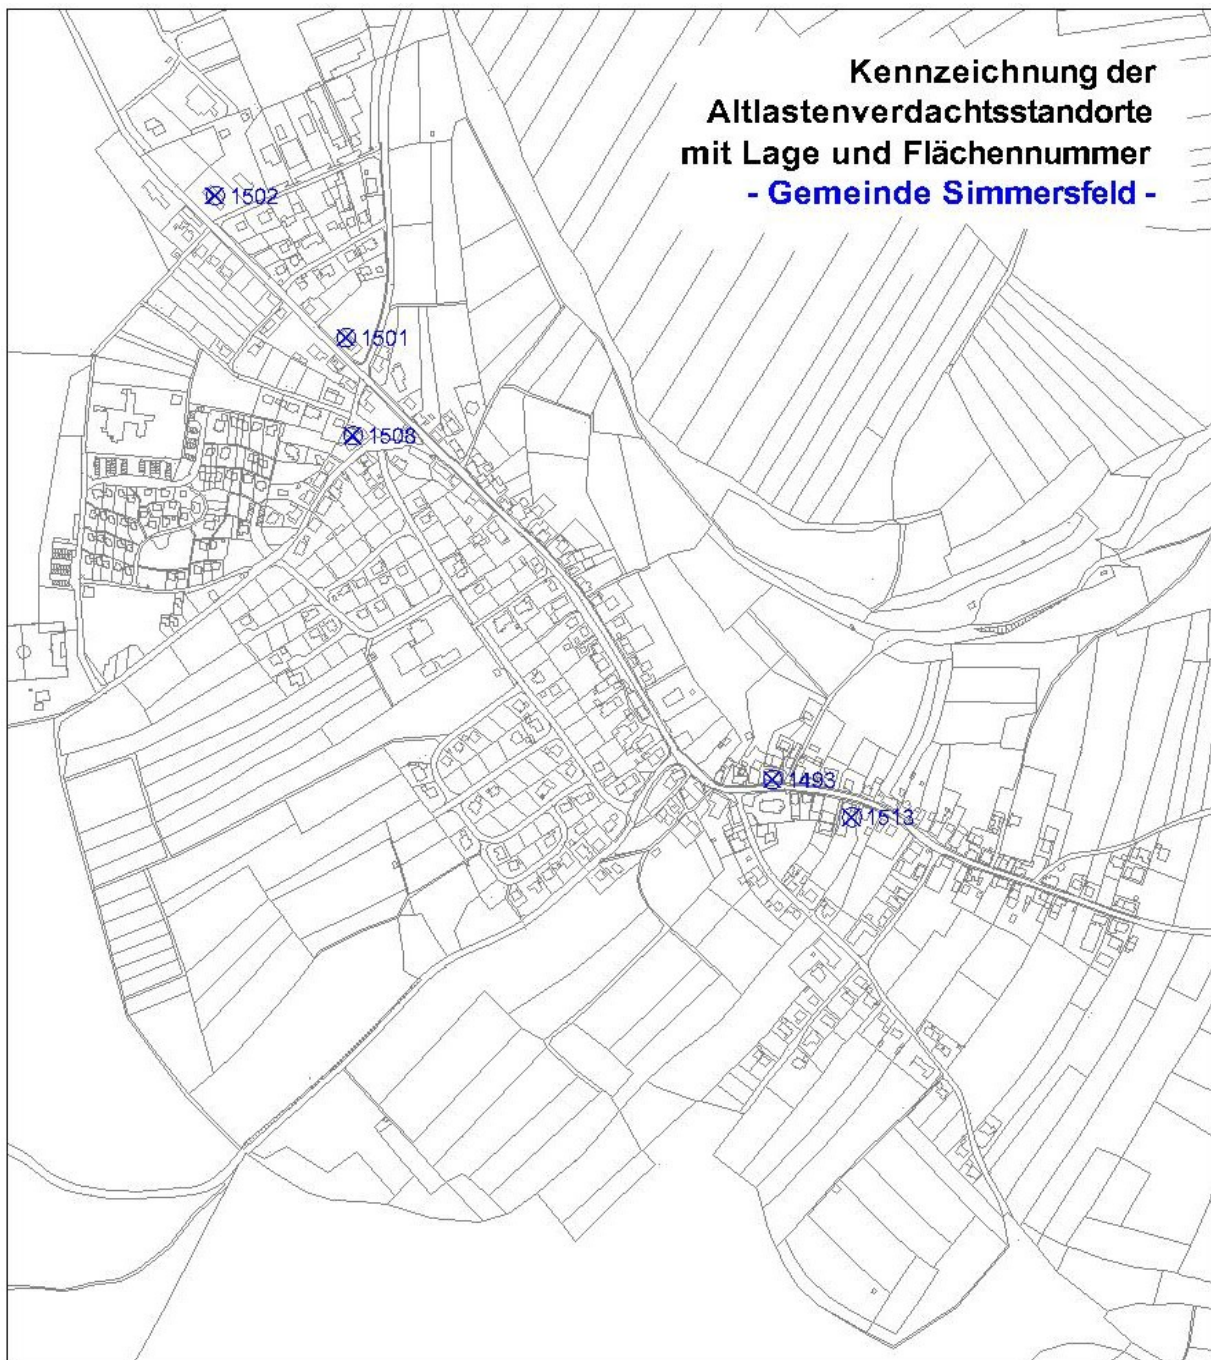 Kennzeichnung der
Altlastenverdachtsstandorte
mit Lage und Flächennummer
- Gemeinde Simmersfeld -
1502
1501
1508
1493
1513